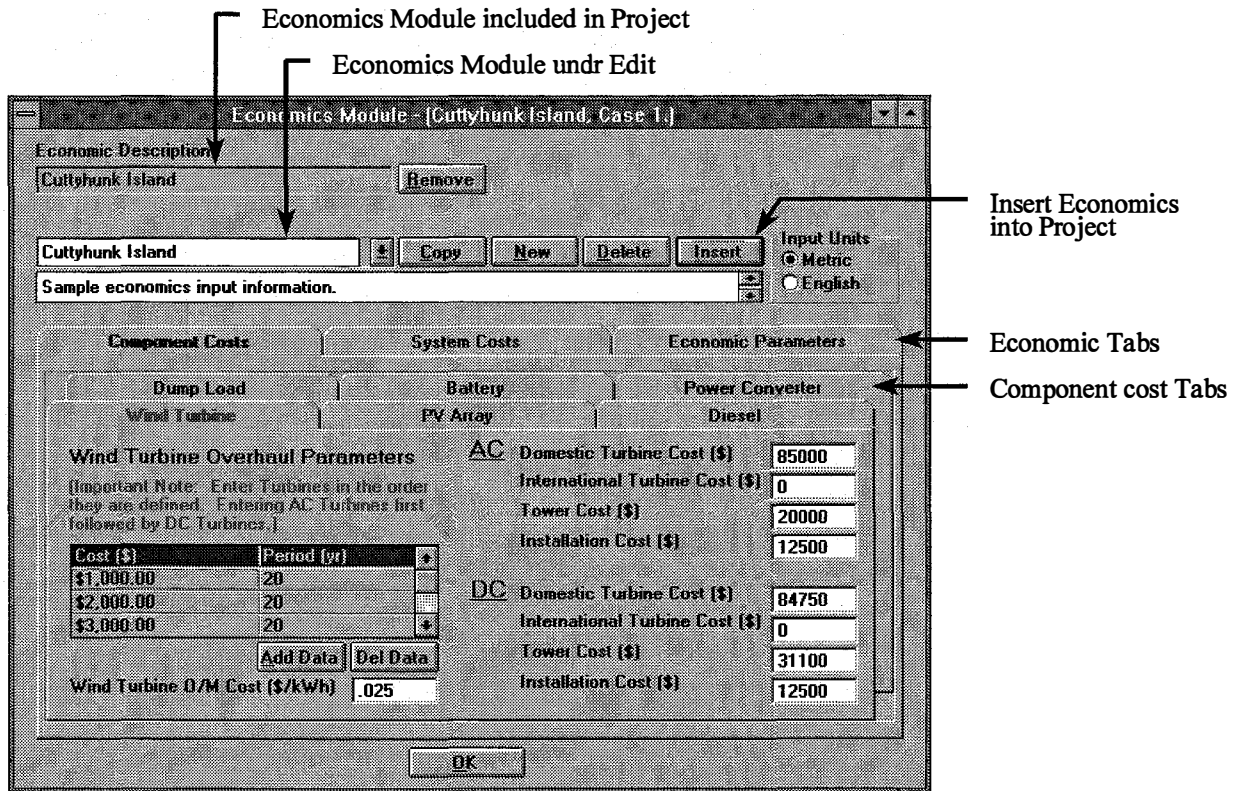 Economics Module included in Project
Economics Module undr Edit
Economics Module - (Cuttyhunk Island, Case 1.)
Economic Description
Cuttyhunk Island
Remove
Insert Economics
into Project
Cuttyhunk Island
Copy
New
Delete
Insert
Input Units
Metric
English
Sample economics input information.
Economic Tabs
Component Costs
System Costs
Economic Parameters
Component cost Tabs
Dump Load
Battery
Power Converter
Wind Turbine
PV Array
Diesel
Wind Turbine Overhaul Parameters
(Important Note: Enter Turbines in the order
they are defined. Entering AC Turbines first
followed by DC Turbines.)
Cost ($) Period (yr)
$1,000.00 20
$2,000.00 20
$3,000.00 20
Add Data
Del Data
Wind Turbine O/M Cost ($/kWh) .025
AC
Domestic Turbine Cost ($) 85000
International Turbine Cost ($) 0
Tower Cost ($) 20000
Installation Cost ($) 12500
DC
Domestic Turbine Cost ($) 84750
International Turbine Cost ($) 0
Tower Cost ($) 31100
Installation Cost ($) 12500
OK